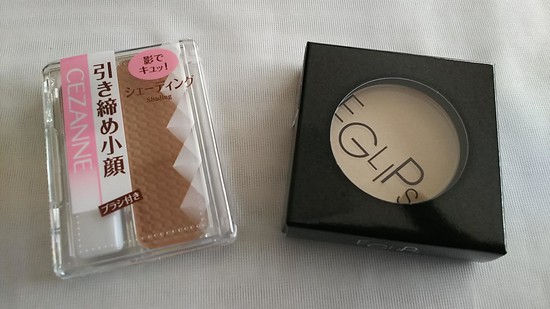 CEZANNE
引き締め小顔
ブラシ付き
影で
キュッ!
シェーディング
Shading
EGLIPS
EGLIPS